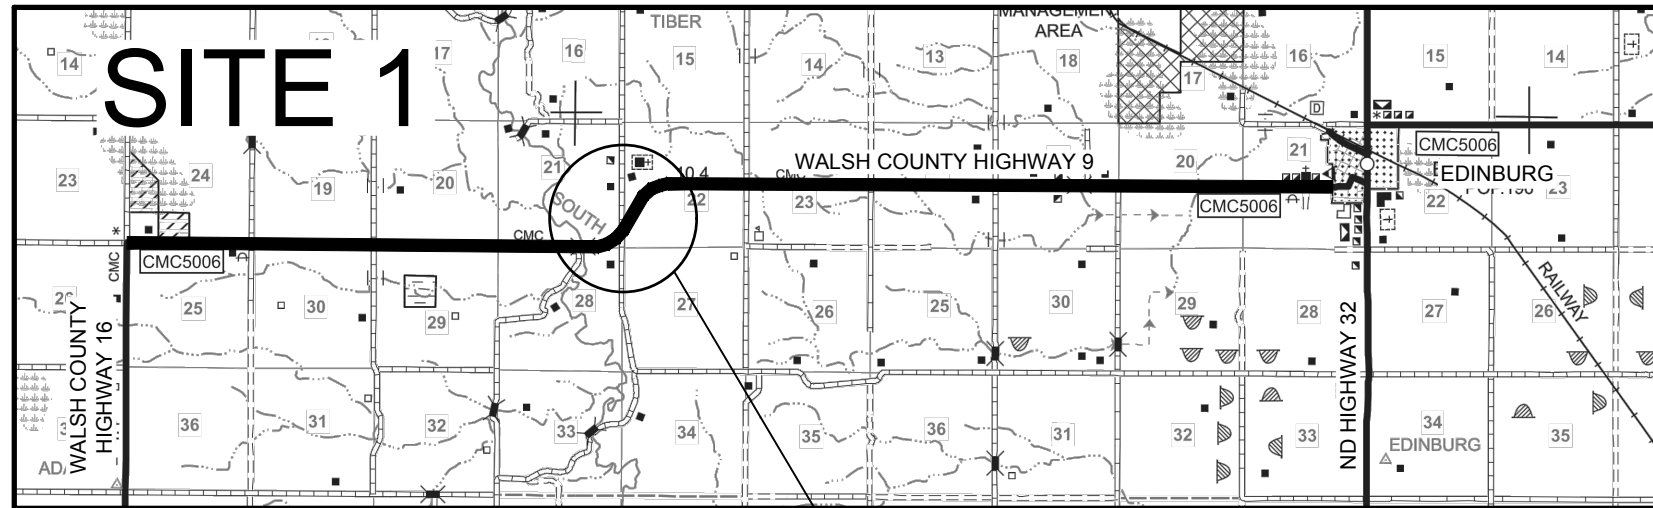 SITE 1
TIBER
MANAGEMENT
AREA
14
17
16
15
14
13
18
17
16
15
14
CMC5006
WALSH COUNTY HIGHWAY 9
EDINBURG
23
24
19
20
21
22
23
20
21
22
23
10.4
SOUTH
CMC5006
CMC
CMC
CMC5006
25
30
29
28
27
26
25
30
29
28
27
26
RAILWAY
WALSH COUNTY
HIGHWAY 16
ND HIGHWAY 32
36
31
32
33
34
35
36
31
32
33
34
35
EDINBURG
D